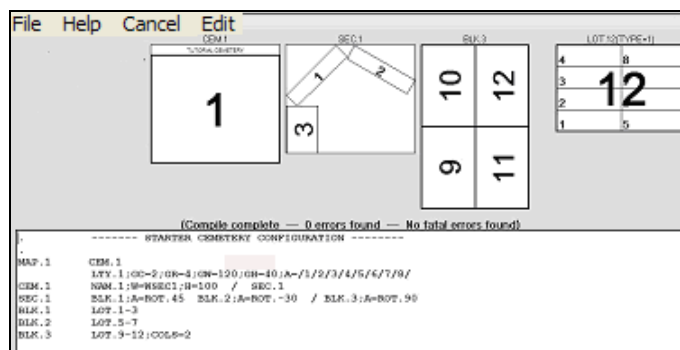 File Help Cancel Edit
CEM.1 SEC.1 BLK.3 LOT 12(TYPE=1)
TUTORIAL CEMETERY
1
1 2 3
10 12
9 11
4 8
3
12
2
1 5
(Compile complete — 0 errors found — No fatal errors found)
. ------- STARTER CEMETERY CONFIGURATION --------
.
MAP.1 CEM.1
LTY.1;GC=2;GR=4;GW=120;GH=40;A=/1/2/3/4/5/6/7/8/
CEM.1 NAM.1;W=WSEC1;H=100 / SEC.1
SEC.1 BLK.1;A=ROT.45 BLK.2;A=ROT.-30 / BLK.3;A=ROT.90
BLK.1 LOT.1-3
BLK.2 LOT.5-7
BLK.3 LOT.9-12;COLS=2